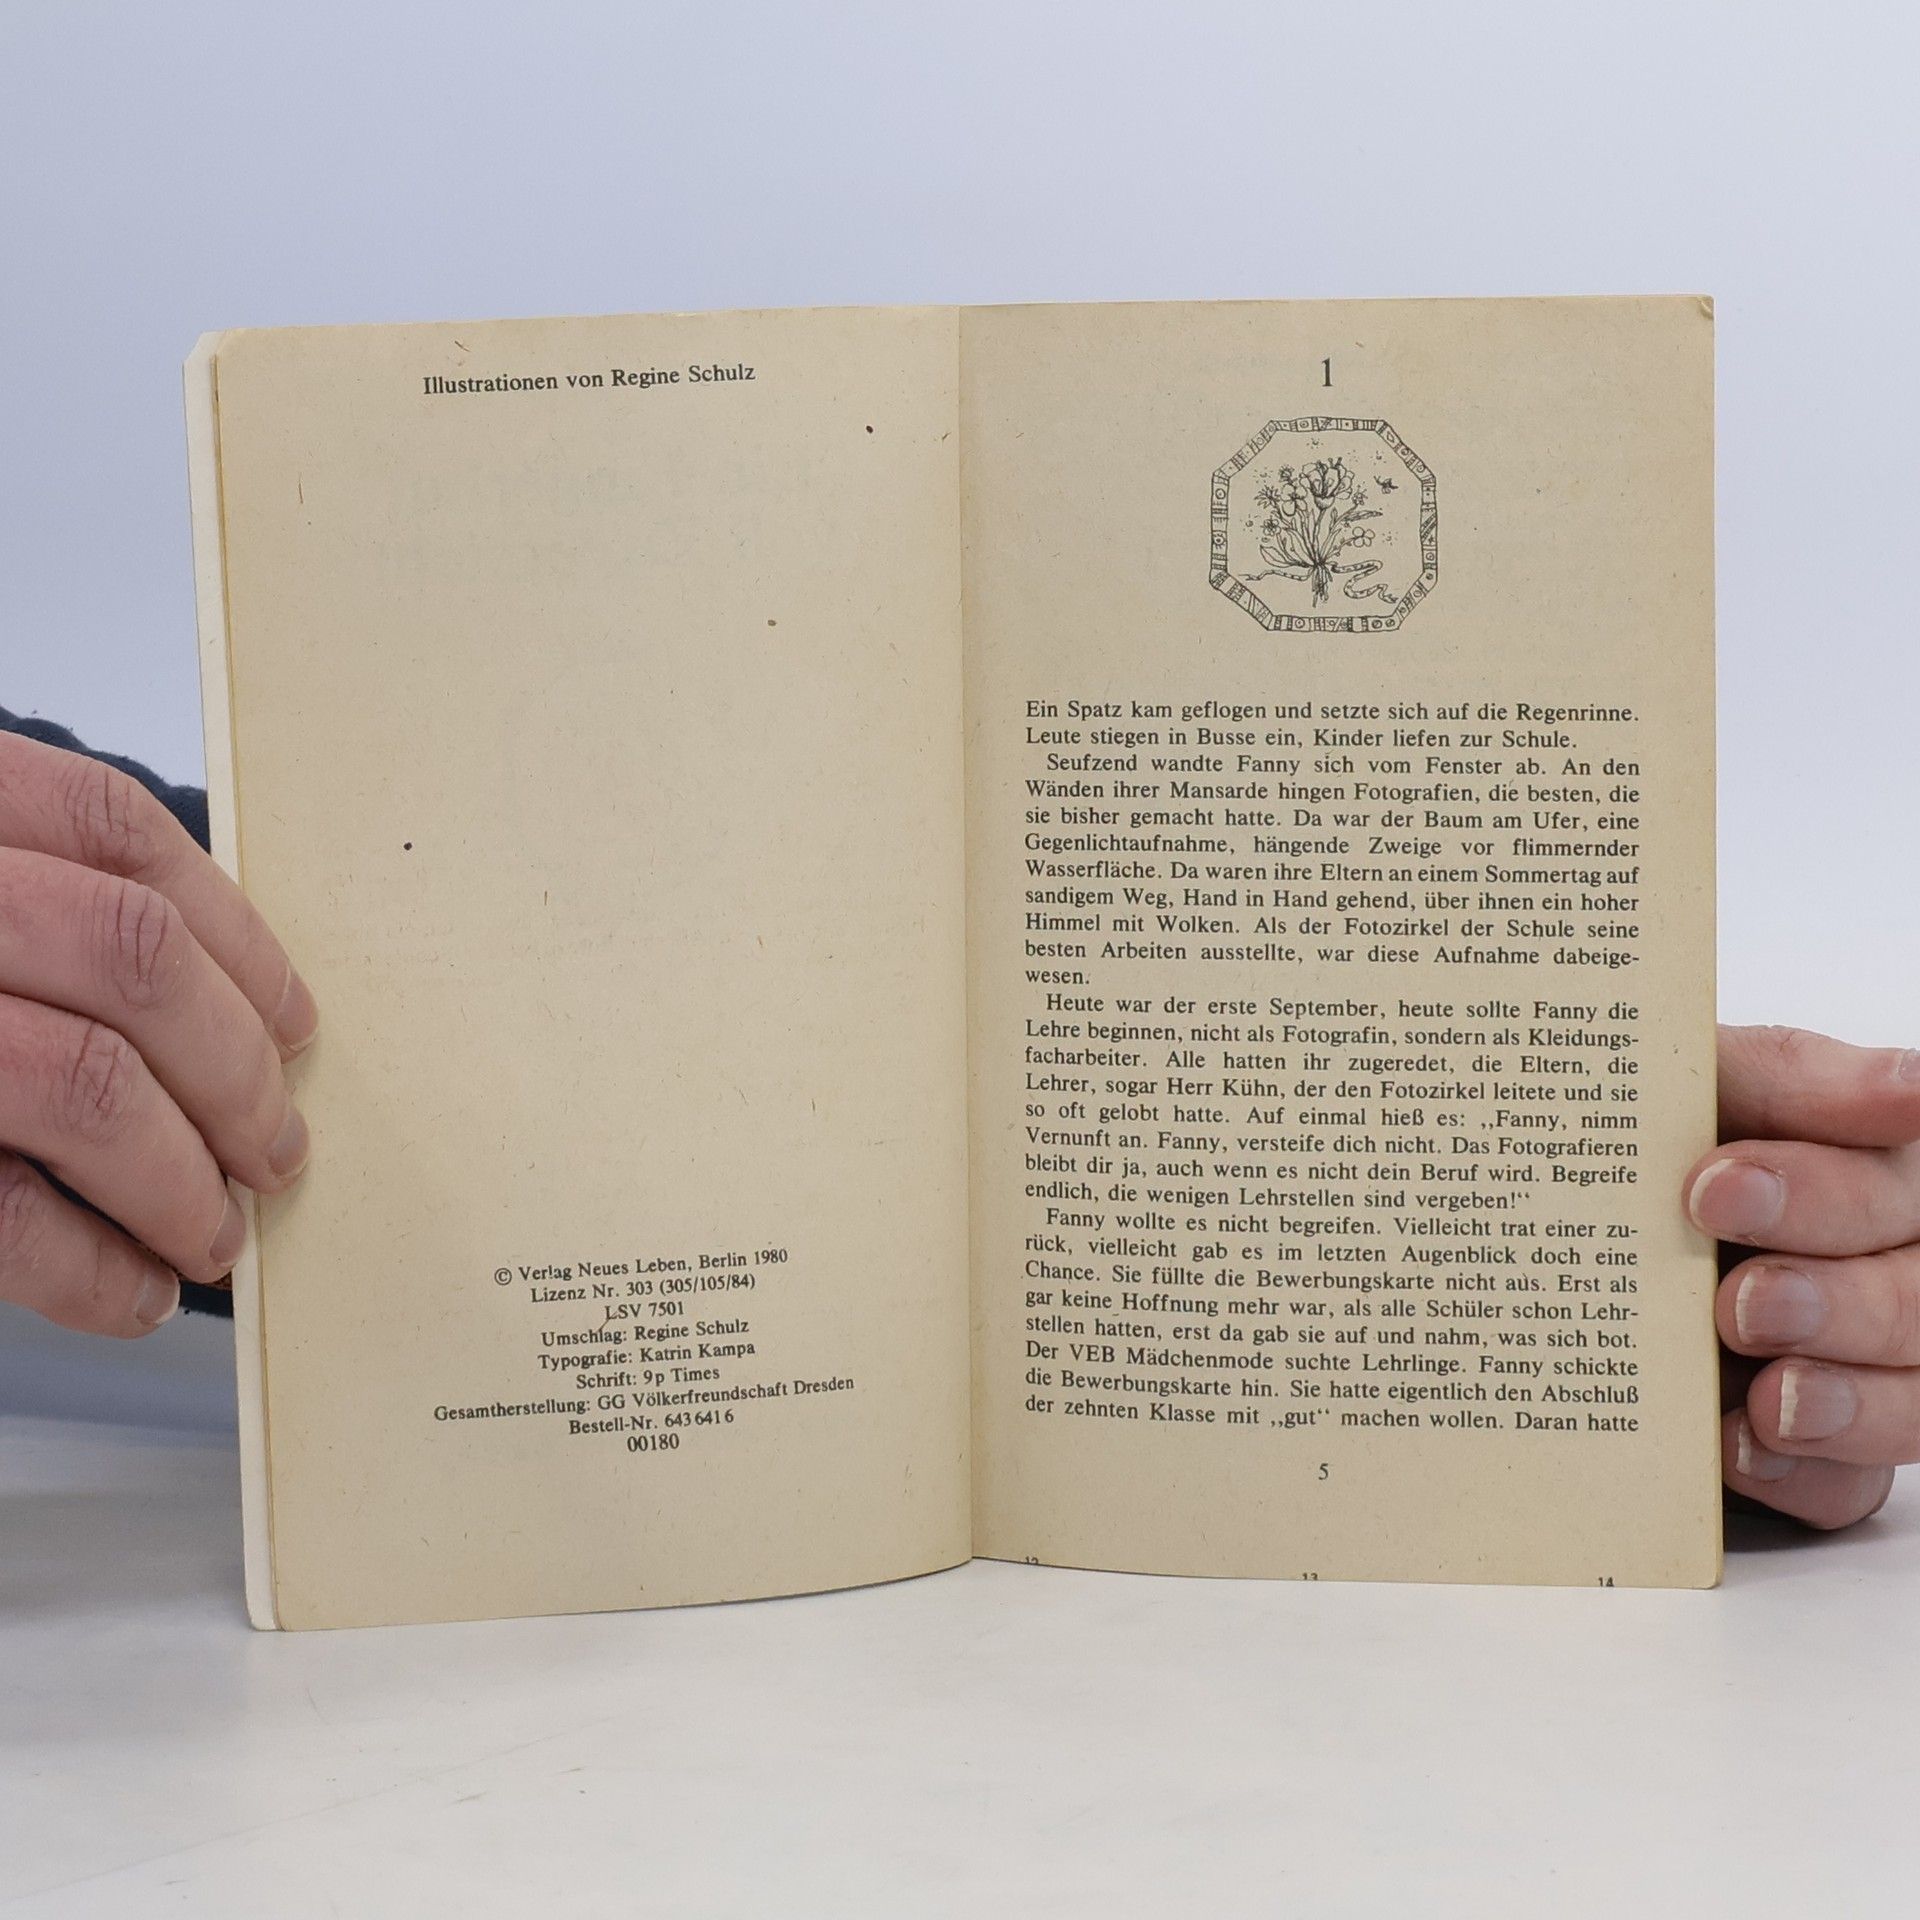 Illustrationen von Regine Schulz
© Verlag Neues Leben, Berlin 1980
Lizenz Nr. 303 (305/105/84)
LSV 7501
Umschlag: Regine Schulz
Typografie: Katrin Kampa
Schrift: 9p Times
Gesamtherstellung: GG Völkerfreundschaft Dresden
Bestell-Nr. 643 641 6
00180
1
Ein Spatz kam geflogen und setzte sich auf die Regenrinne.
Leute stiegen in Busse ein, Kinder liefen zur Schule.
Seufzend wandte Fanny sich vom Fenster ab. An den
Wänden ihrer Mansarde hingen Fotografien, die besten, die
sie bisher gemacht hatte. Da war der Baum am Ufer, eine
Gegenlichtaufnahme, hängende Zweige vor flimmernder
Wasserfläche. Da waren ihre Eltern an einem Sommertag auf
sandigem Weg, Hand in Hand gehend, über ihnen ein hoher
Himmel mit Wolken. Als der Fotozirkel der Schule seine
besten Arbeiten ausstellte, war diese Aufnahme dabeige-
wesen.
Heute war der erste September, heute sollte Fanny die
Lehre beginnen, nicht als Fotografin, sondern als Kleidungs-
facharbeiter. Alle hatten ihr zugeredet, die Eltern, die
Lehrer, sogar Herr Kühn, der den Fotozirkel leitete und sie
so oft gelobt hatte. Auf einmal hieß es: ,,Fanny, nimm
Vernunft an. Fanny, versteife dich nicht. Das Fotografieren
bleibt dir ja, auch wenn es nicht dein Beruf wird. Begreife
endlich, die wenigen Lehrstellen sind vergeben!“
Fanny wollte es nicht begreifen. Vielleicht trat einer zu-
rück, vielleicht gab es im letzten Augenblick doch eine
Chance. Sie füllte die Bewerbungskarte nicht aus. Erst als
gar keine Hoffnung mehr war, als alle Schüler schon Lehr-
stellen hatten, erst da gab sie auf und nahm, was sich bot.
Der VEB Mädchenmode suchte Lehrlinge. Fanny schickte
die Bewerbungskarte hin. Sie hatte eigentlich den Abschluß
der zehnten Klasse mit ,,gut“ machen wollen. Daran hatte
5
12 13 14